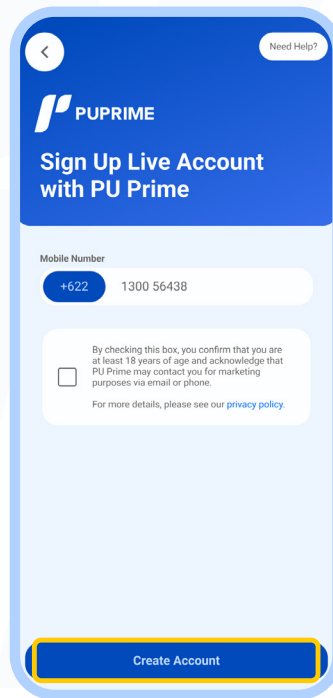 Need Help?
PUPRIME
Sign Up Live Account
with PU Prime
Mobile Number
+622 1300 56438
By checking this box, you confirm that you are
at least 18 years of age and acknowledge that
PU Prime may contact you for marketing
purposes via email or phone.
For more details, please see our privacy policy.
Create Account